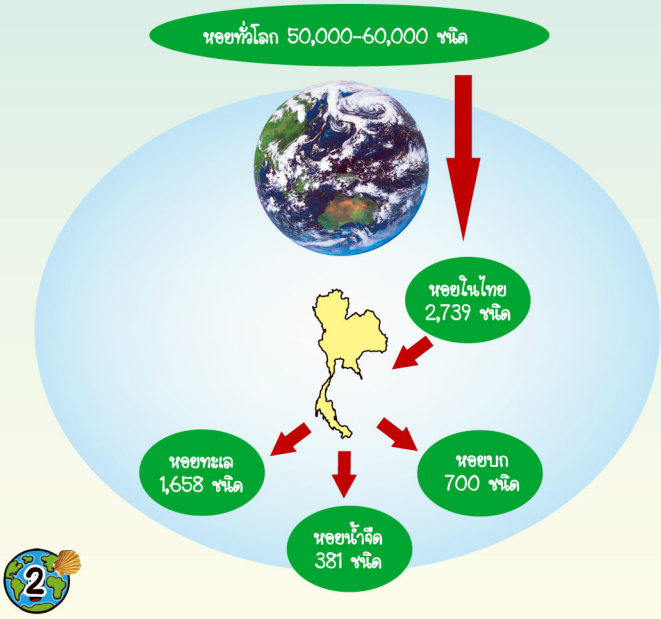 หอยทั่วโลก 50,000-60,000 ชนิด
หอยในไทย
2,739 ชนิด
หอยทะเล
1,658 ชนิด
หอยบก
700 ชนิด
หอยน้ำจืด
381 ชนิด
2